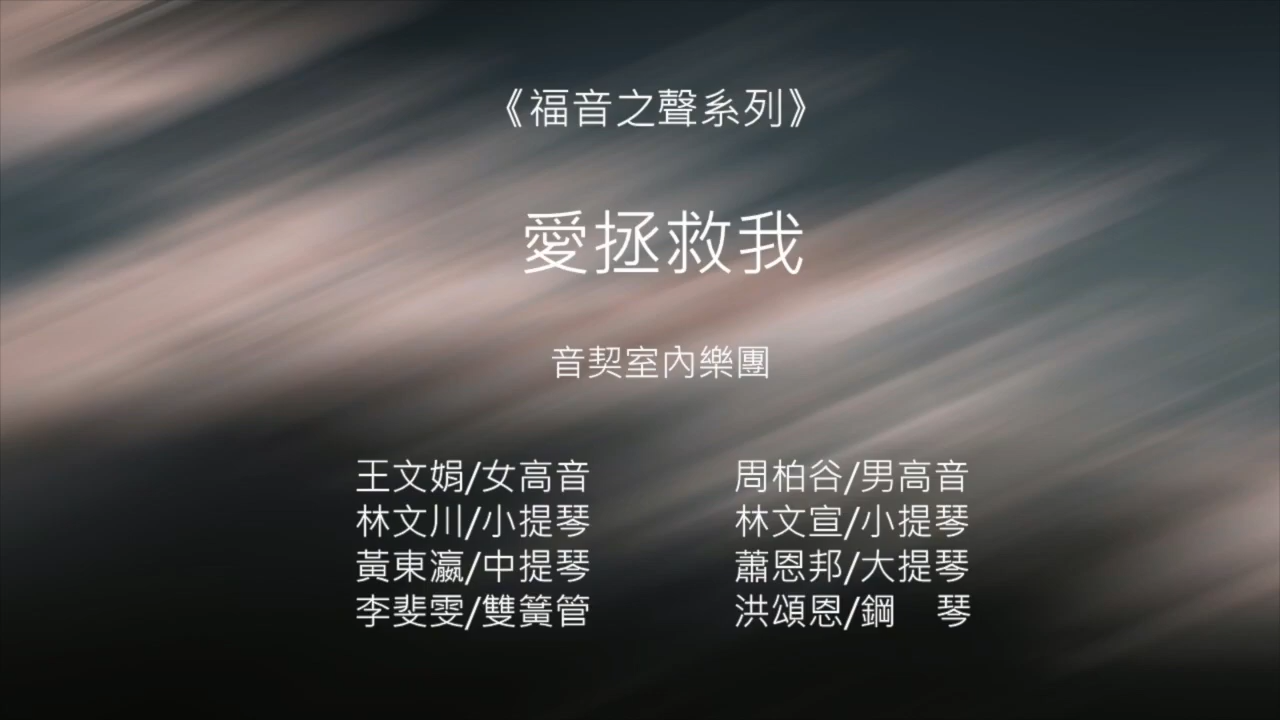 《福音之聲系列》
愛拯救我
音契室內樂團
王文娟/女高音 周柏谷/男高音
林文川/小提琴 林文宣/小提琴
黃東瀛/中提琴 蕭恩邦/大提琴
李斐雯/雙簧管 洪頌恩/鋼　琴